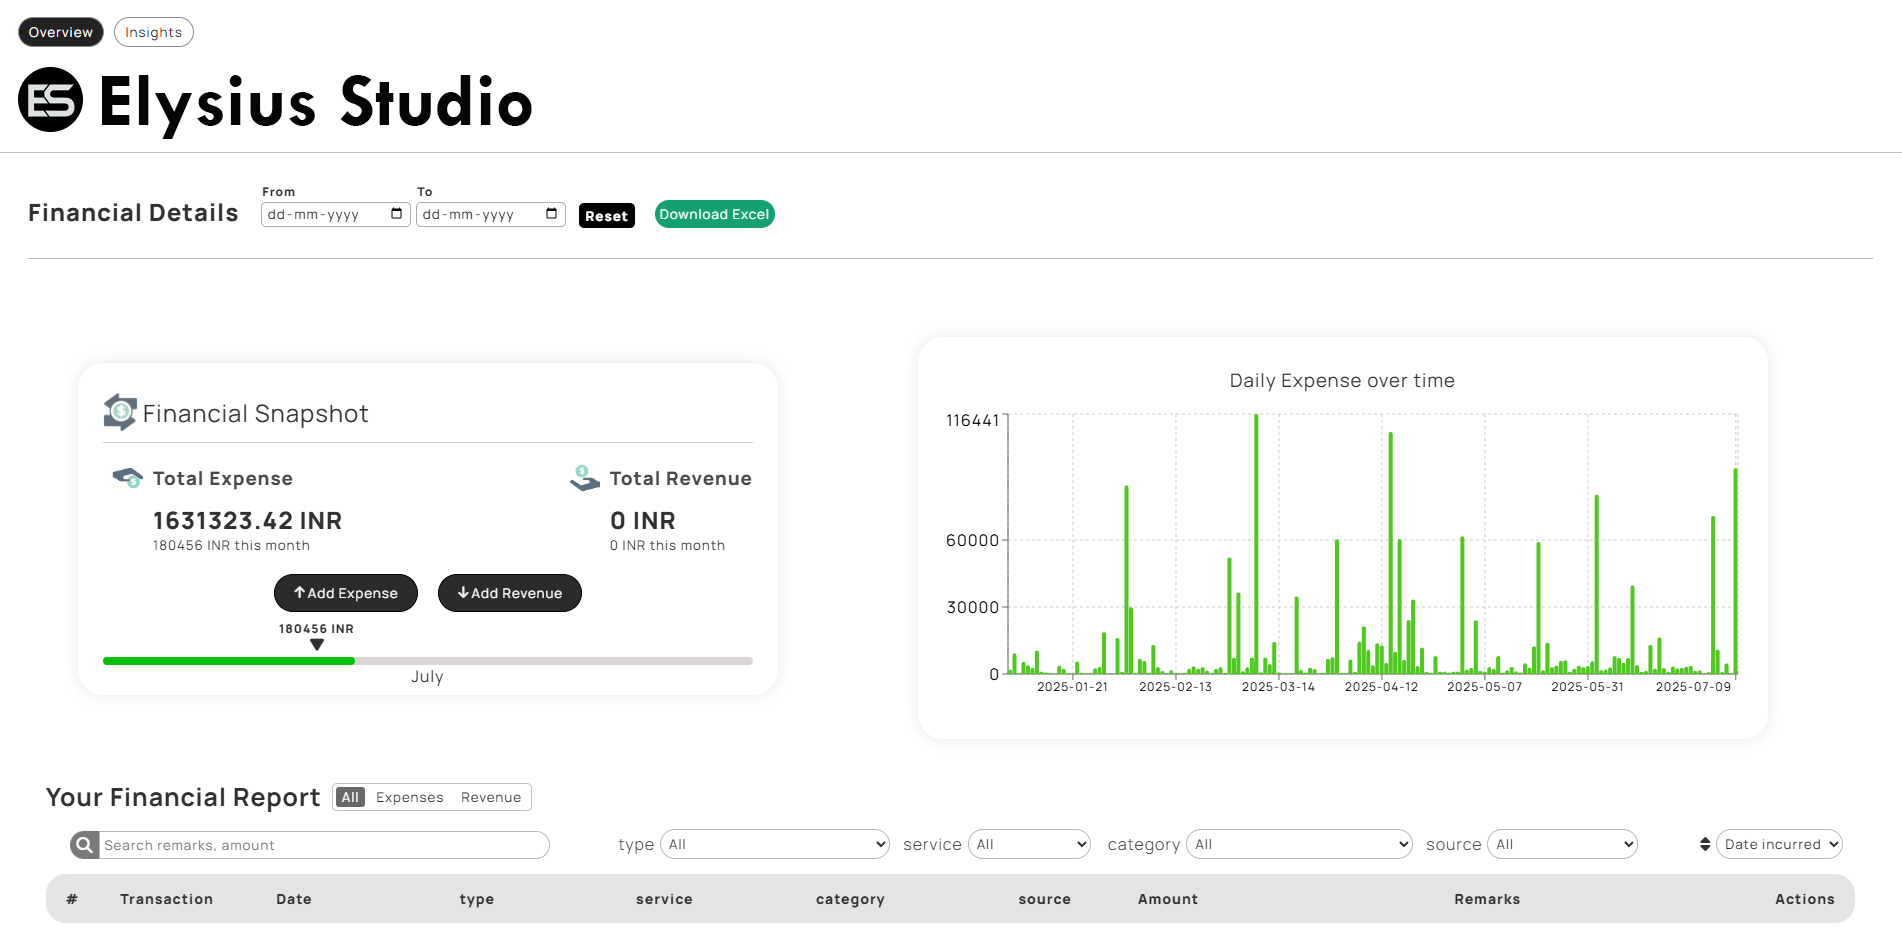 Overview Insights
ES Elysius Studio
From To
Financial Details dd-mm-yyyy dd-mm-yyyy Reset Download Excel
Financial Snapshot
Total Expense Total Revenue
1631323.42 INR 0 INR
180456 INR this month 0 INR this month
Add Expense Add Revenue
180456 INR
July
Daily Expense over time
116441
60000
30000
0
2025-01-21 2025-02-13 2025-03-14 2025-04-12 2025-05-07 2025-05-31 2025-07-09
Your Financial Report All Expenses Revenue
Search remarks, amount type All service All category All source All Date incurred
# Transaction Date type service category source Amount Remarks Actions